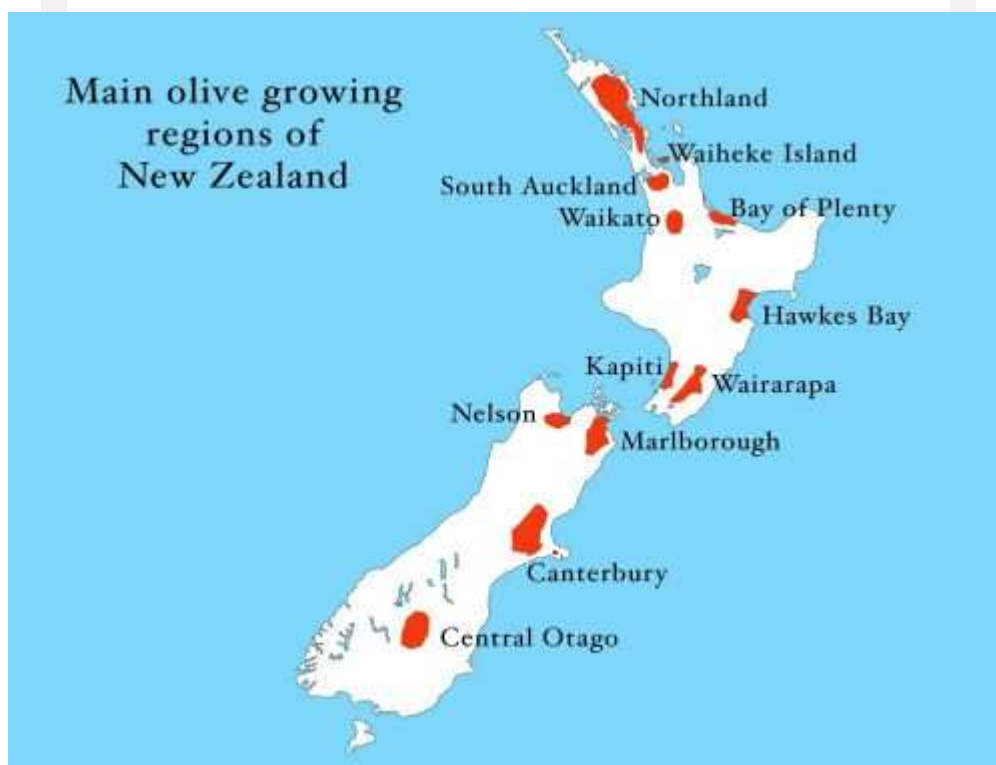 Main olive growing
regions of
New Zealand
Northland
Waiheke Island
South Auckland
Waikato
Bay of Plenty
Hawkes Bay
Kapiti
Wairarapa
Nelson
Marlborough
Canterbury
Central Otago